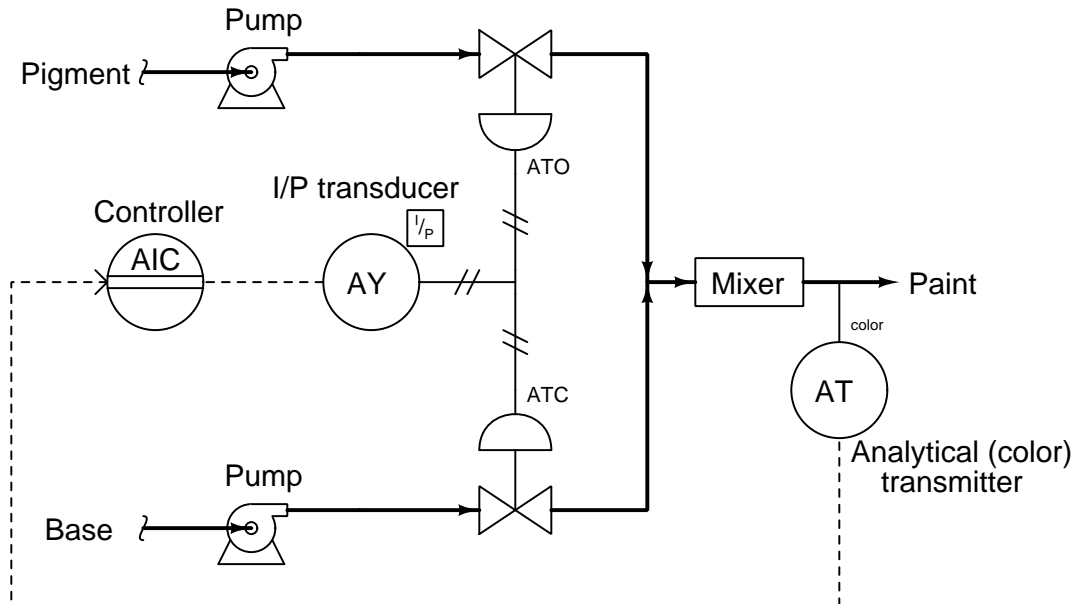 Pump
Pigment
ATO
I/P transducer
I/P
Controller
AIC
AY
Mixer
Paint
color
AT
ATC
Analytical (color)
transmitter
Pump
Base